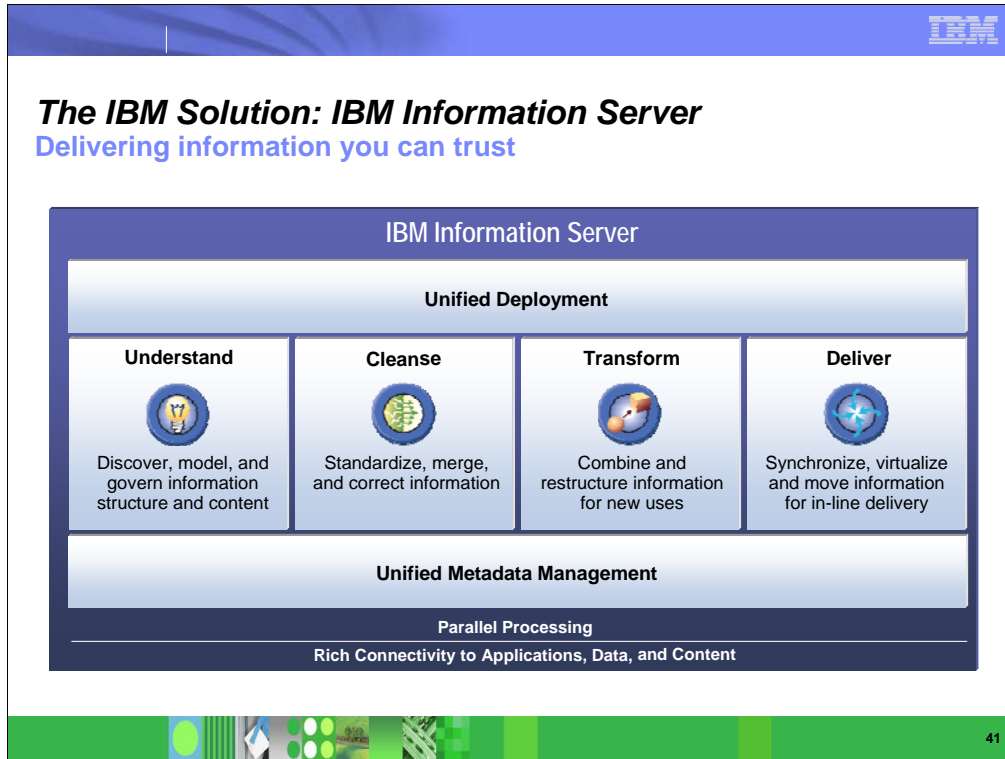 IBM
The IBM Solution: IBM Information Server
Delivering information you can trust
IBM Information Server
Unified Deployment
Understand
Discover, model, and
govern information
structure and content
Cleanse
Standardize, merge,
and correct information
Transform
Combine and
restructure information
for new uses
Deliver
Synchronize, virtualize
and move information
for in-line delivery
Unified Metadata Management
Parallel Processing
Rich Connectivity to Applications, Data, and Content
41